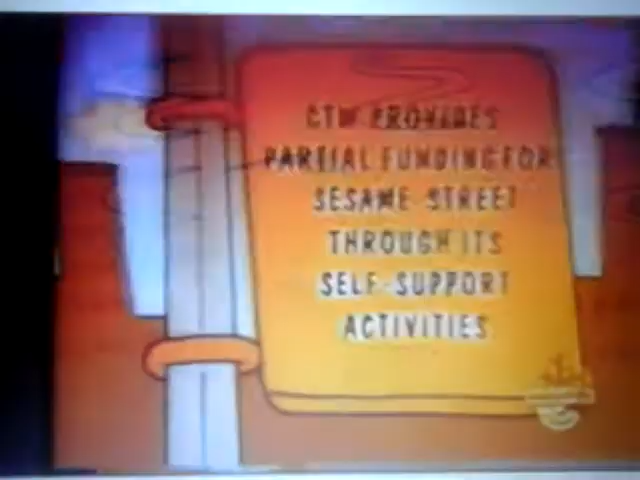 CTW PROVIDES
PARTIAL FUNDING FOR
SESAME STREET
THROUGH ITS
SELF-SUPPORT
ACTIVITIES